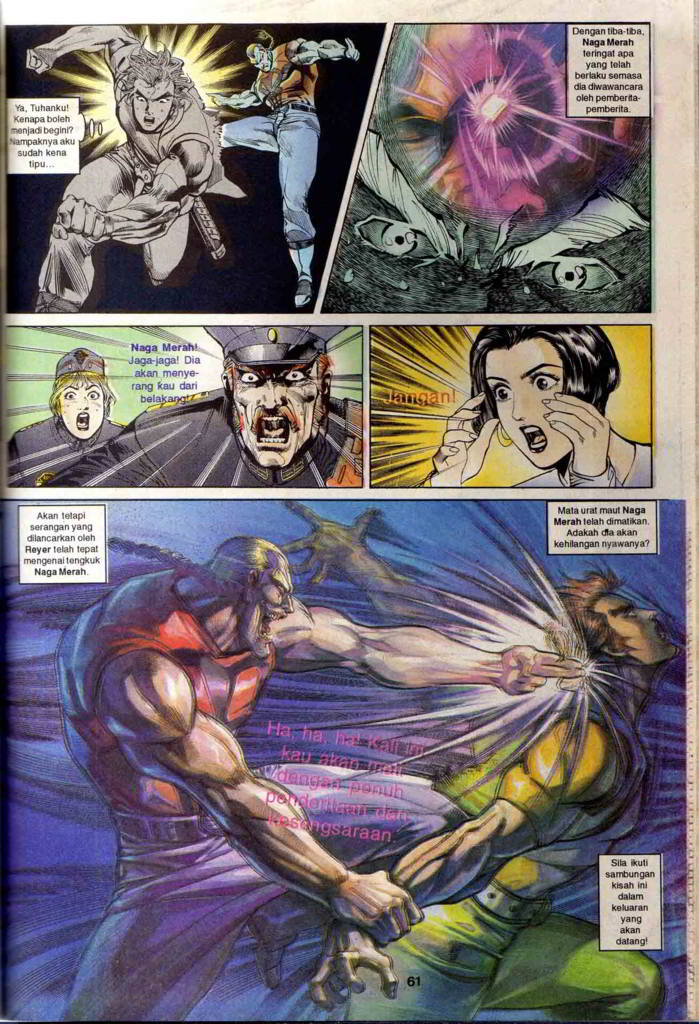 Ya, Tuhanku!
Kenapa boleh
menjadi begini?
Nampaknya aku
sudah kena
tipu...
Dengan tiba-tiba,
Naga Merah
teringat apa
yang telah
berlaku semasa
dia diwawancara
oleh pemberita-
pemberita.
Naga Merah!
Jaga-jaga! Dia
akan menye-
rang kau dari
belakang!
Jangan!
Akan tetapi
serangan yang
dilancarkan oleh
Reyer telah tepat
mengenai tengkuk
Naga Merah.
Mata urat maut Naga
Merah telah dimatikan.
Adakah dia akan
kehilangan nyawanya?
Ha, ha, ha! Kali ini
kau akan mati
dengan penuh
penderitaan dan
kesengsaraan
Sila ikuti
sambungan
kisah ini
dalam
keluaran
yang
akan
datang!
61